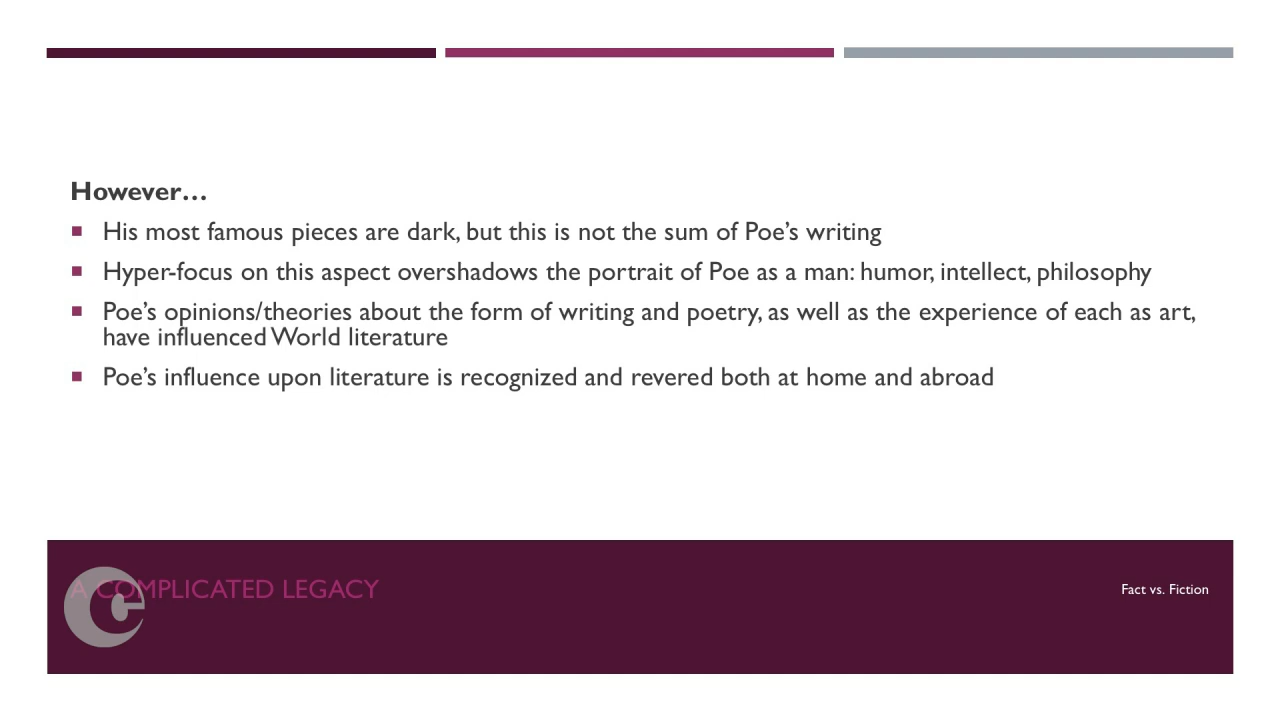 However…
His most famous pieces are dark, but this is not the sum of Poe’s writing
Hyper-focus on this aspect overshadows the portrait of Poe as a man: humor, intellect, philosophy
Poe’s opinions/theories about the form of writing and poetry, as well as the experience of each as art,
have influenced World literature
Poe’s influence upon literature is recognized and revered both at home and abroad
A COMPLICATED LEGACY
Fact vs. Fiction